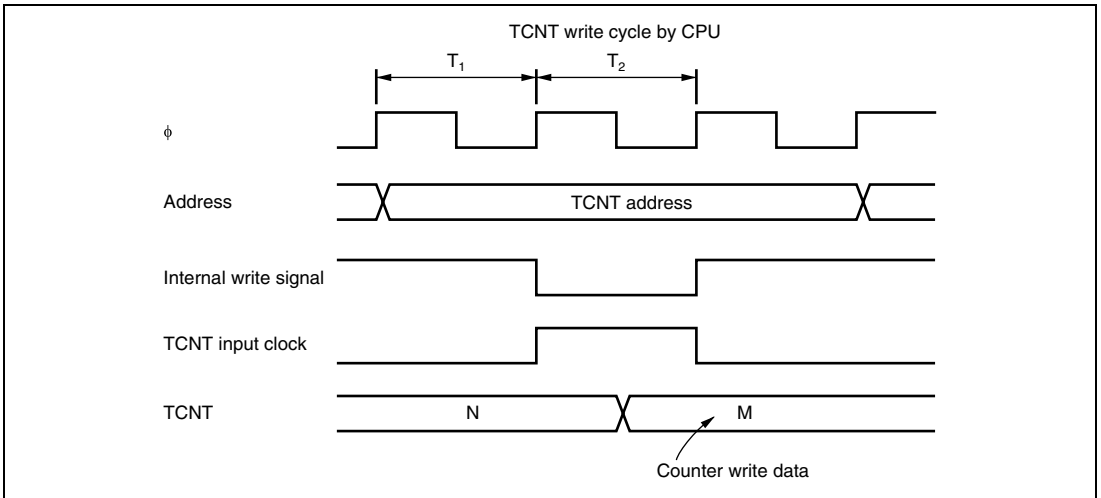 TCNT write cycle by CPU
T₁ T₂
ϕ
Address TCNT address
Internal write signal
TCNT input clock
TCNT N M
Counter write data